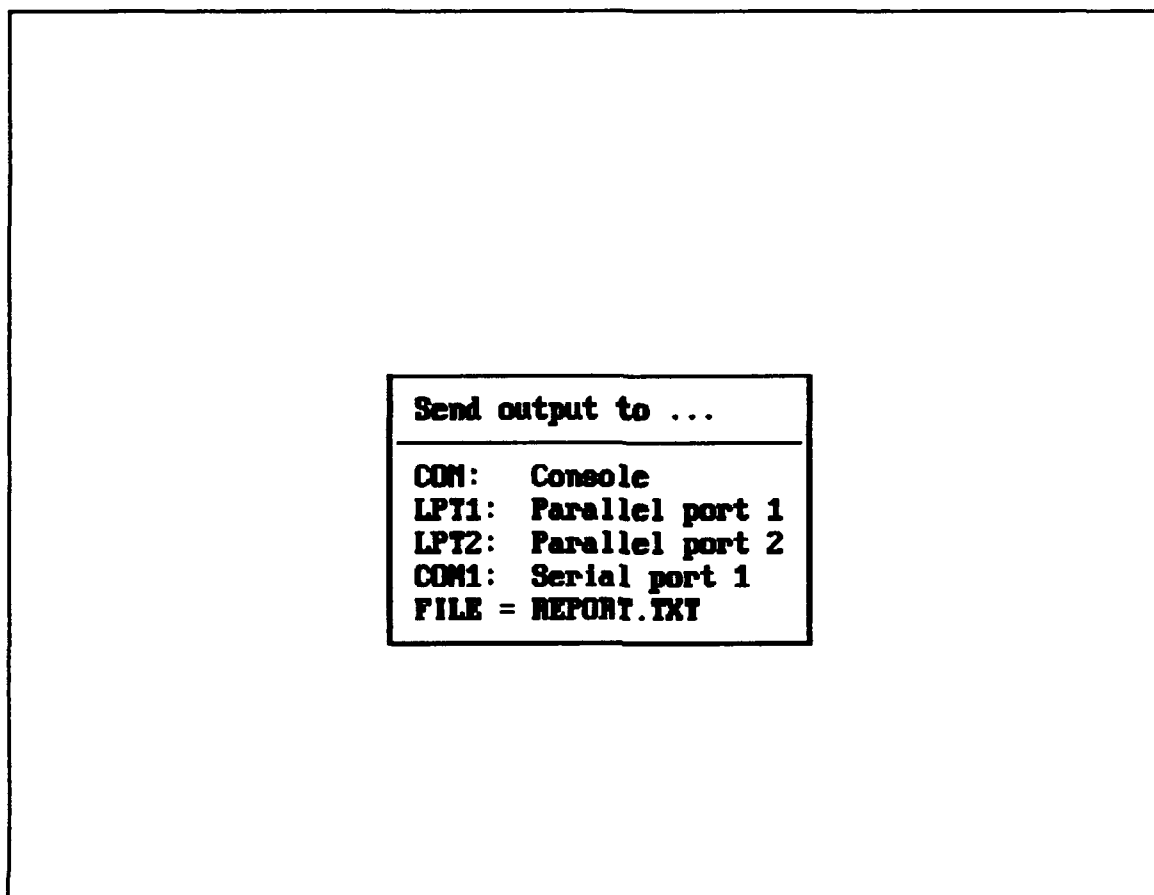 Send output to ...
COM: Console
LPT1: Parallel port 1
LPT2: Parallel port 2
COM1: Serial port 1
FILE = REPORT.TXT